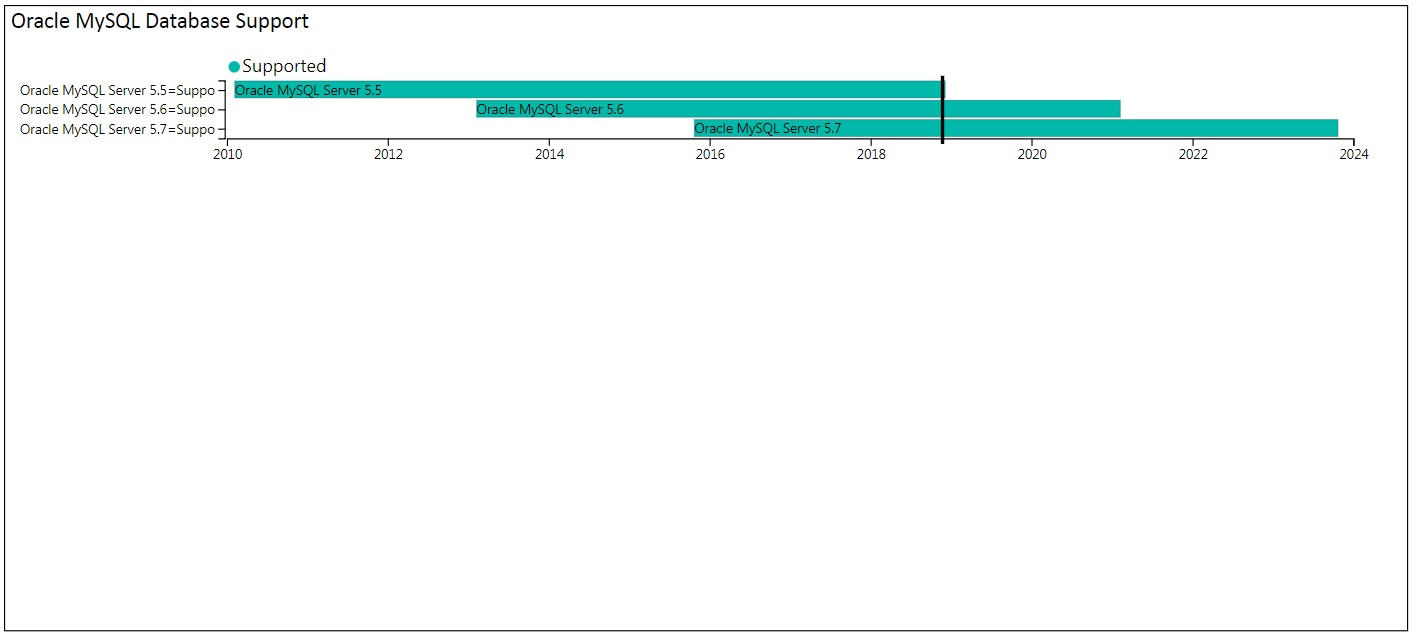 Oracle MySQL Database Support
Supported
Oracle MySQL Server 5.5=Suppo
Oracle MySQL Server 5.5
Oracle MySQL Server 5.6=Suppo
Oracle MySQL Server 5.6
Oracle MySQL Server 5.7=Suppo
Oracle MySQL Server 5.7
2010 2012 2014 2016 2018 2020 2022 2024